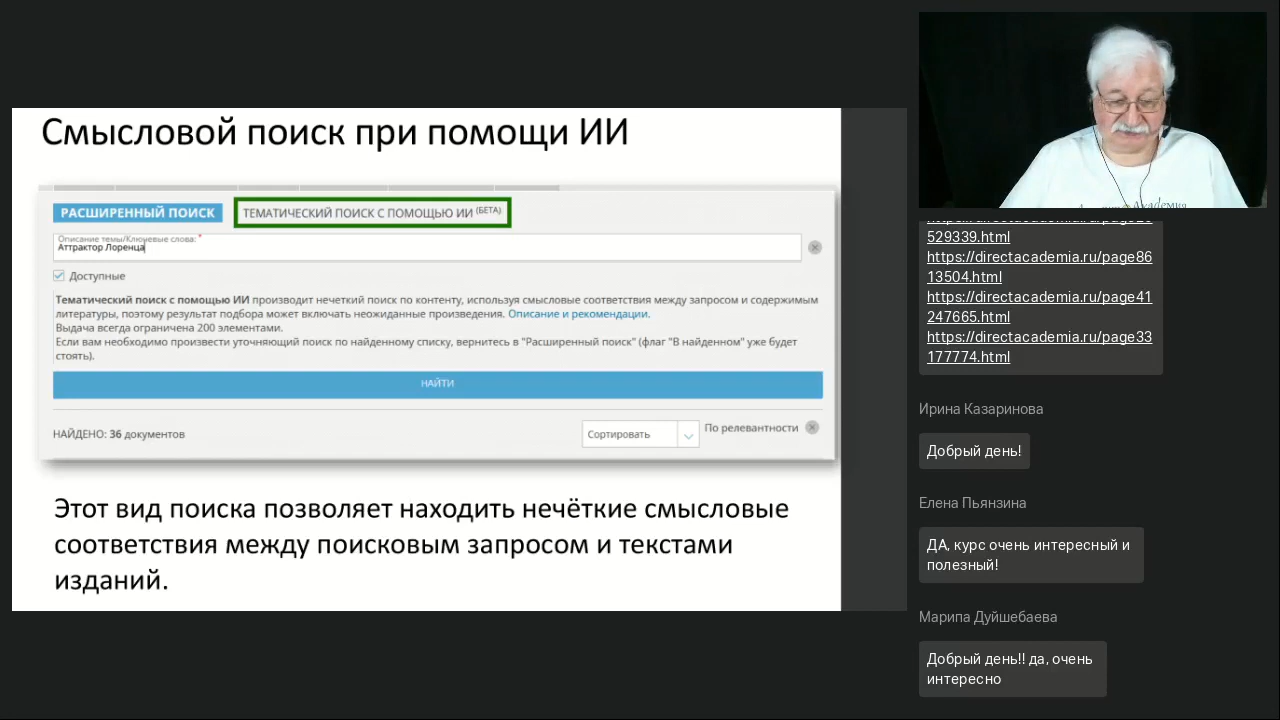 Смысловой поиск при помощи ИИ
РАСШИРЕННЫЙ ПОИСК
ТЕМАТИЧЕСКИЙ ПОИСК С ПОМОЩЬЮ ИИ (БЕТА)
Описание темы/Ключевые слова: *
Аттрактор Лоренца
Доступные
Тематический поиск с помощью ИИ производит нечеткий поиск по контенту, используя смысловые соответствия между запросом и содержимым
литературы, поэтому результат подбора может включать неожиданные произведения. Описание и рекомендации.
Выдача всегда ограничена 200 элементами.
Если вам необходимо произвести уточняющий поиск по найденному списку, вернитесь в "Расширенный поиск" (флаг "В найденном" уже будет
стоять).
НАЙТИ
НАЙДЕНО: 36 документов
Сортировать
По релевантности
Этот вид поиска позволяет находить нечёткие смысловые
соответствия между поисковым запросом и текстами
изданий.
529339.html
https://directacademia.ru/page86
13504.html
https://directacademia.ru/page41
247665.html
https://directacademia.ru/page33
177774.html
Ирина Казаринова
Добрый день!
Елена Пьянзина
ДА, курс очень интересный и
полезный!
Марипа Дуйшебаева
Добрый день!! да, очень
интересно